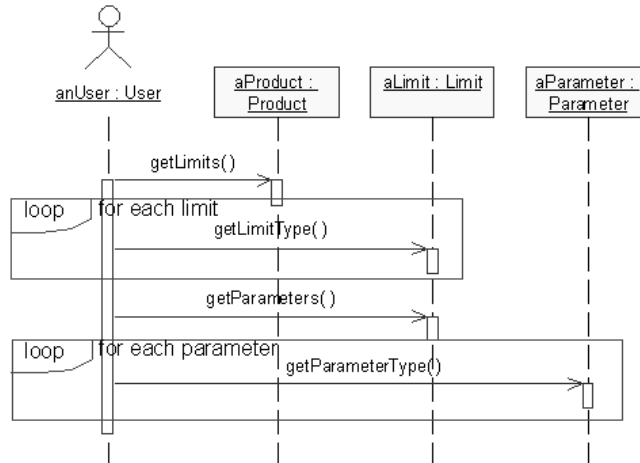 anUser : User
aProduct :
Product
aLimit : Limit
aParameter :
Parameter
getLimits()
loop
for each limit
getLimitType()
getParameters()
loop
for each parameter
getParameterType()